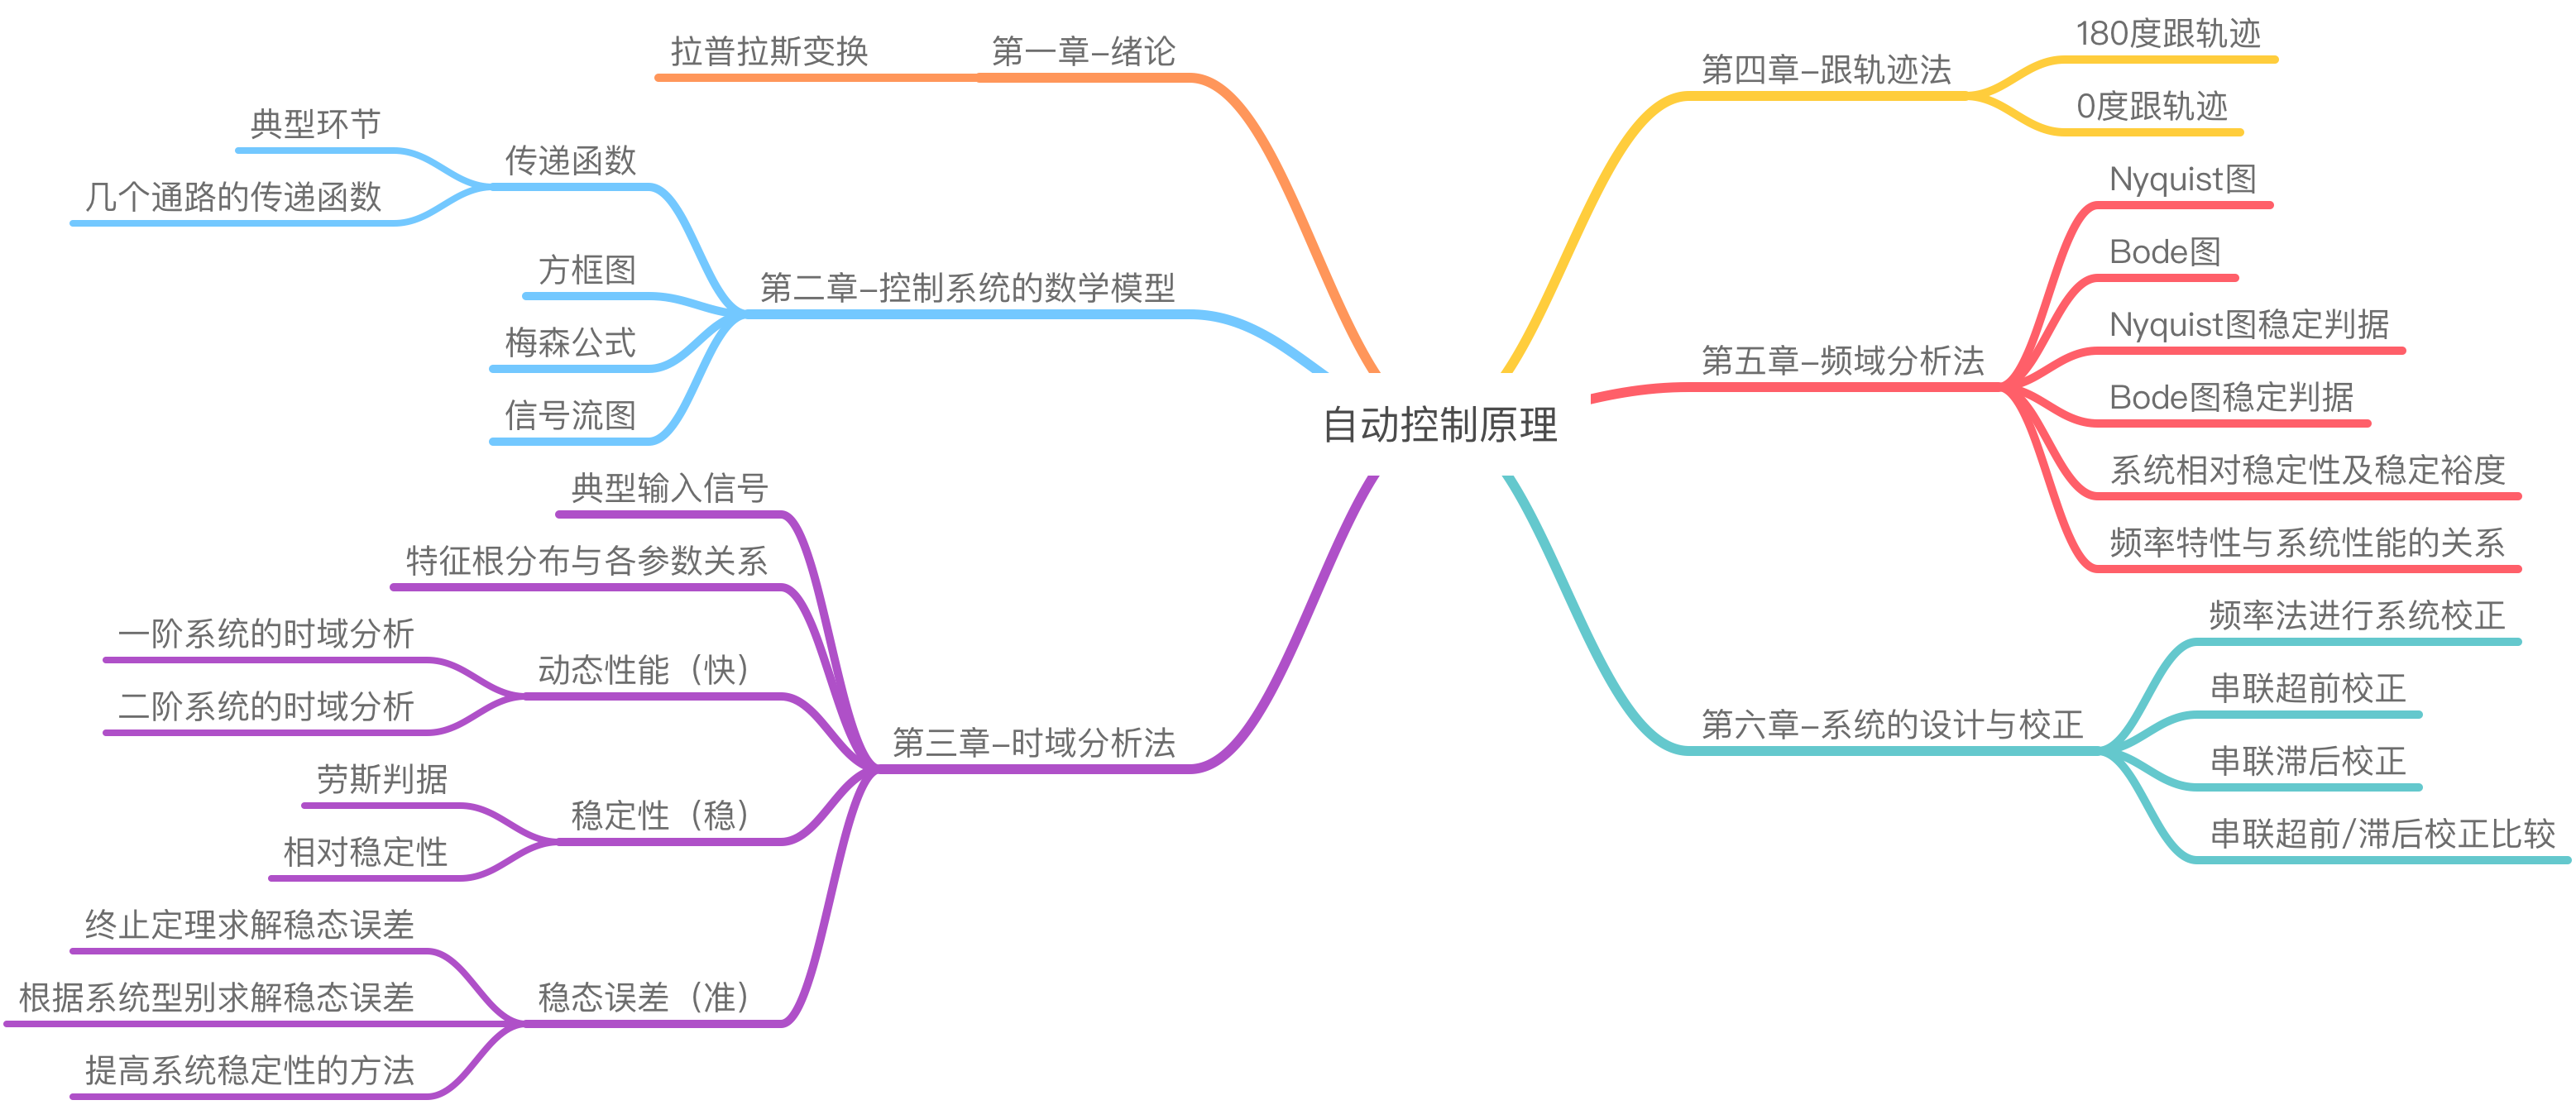 自动控制原理
第一章-绪论
拉普拉斯变换
第二章-控制系统的数学模型
传递函数
典型环节
几个通路的传递函数
方框图
梅森公式
信号流图
第三章-时域分析法
典型输入信号
特征根分布与各参数关系
动态性能（快）
一阶系统的时域分析
二阶系统的时域分析
稳定性（稳）
劳斯判据
相对稳定性
稳态误差（准）
终止定理求解稳态误差
根据系统型别求解稳态误差
提高系统稳定性的方法
第四章-跟轨迹法
180度跟轨迹
0度跟轨迹
第五章-频域分析法
Nyquist图
Bode图
Nyquist图稳定判据
Bode图稳定判据
系统相对稳定性及稳定裕度
频率特性与系统性能的关系
第六章-系统的设计与校正
频率法进行系统校正
串联超前校正
串联滞后校正
串联超前/滞后校正比较